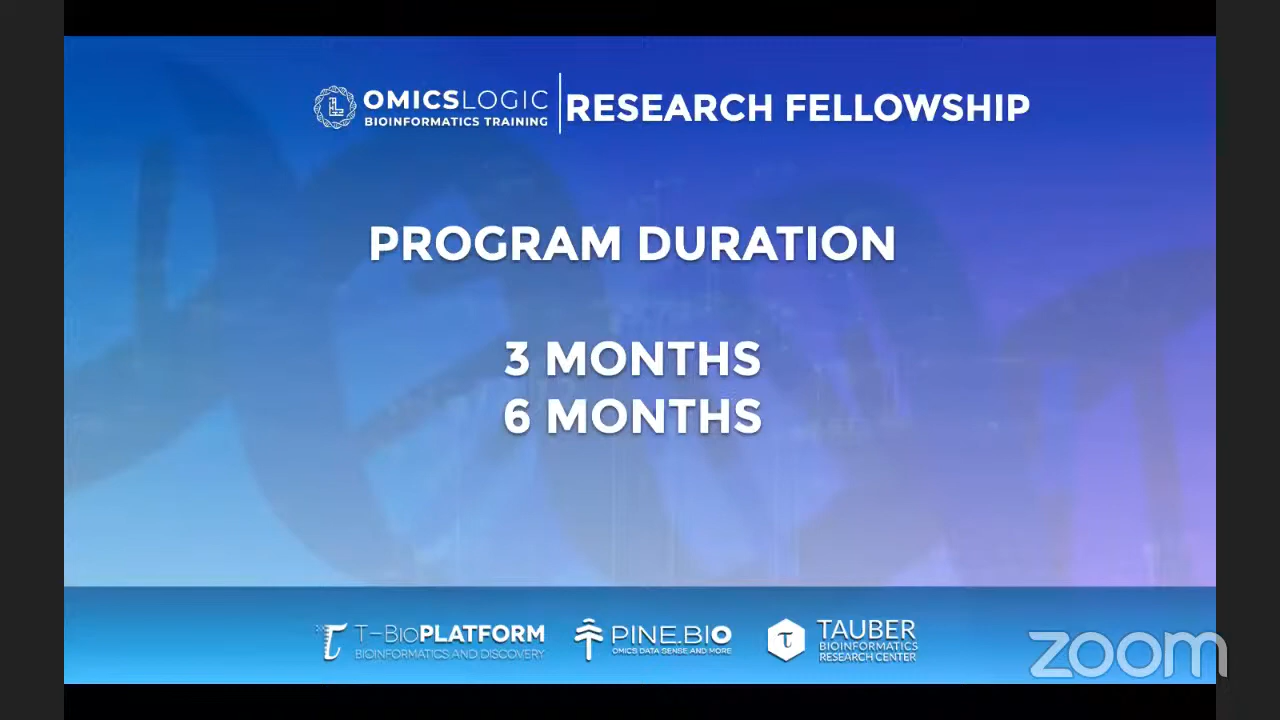 OMICSLOGIC
BIOINFORMATICS TRAINING
RESEARCH FELLOWSHIP
PROGRAM DURATION
3 MONTHS
6 MONTHS
T-BioPLATFORM
BIOINFORMATICS AND DISCOVERY
PINE.BIO
OMICS DATA SENSE AND MORE
TAUBER
BIOINFORMATICS
RESEARCH CENTER
zoom